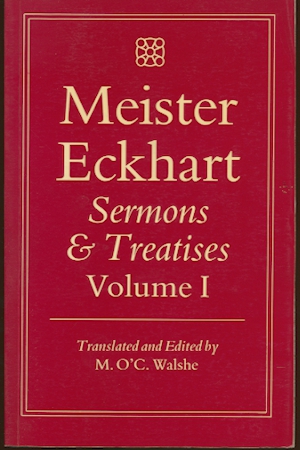 Meister
Eckhart
Sermons
& Treatises
Volume I
Translated and Edited by
M. O'C. Walshe